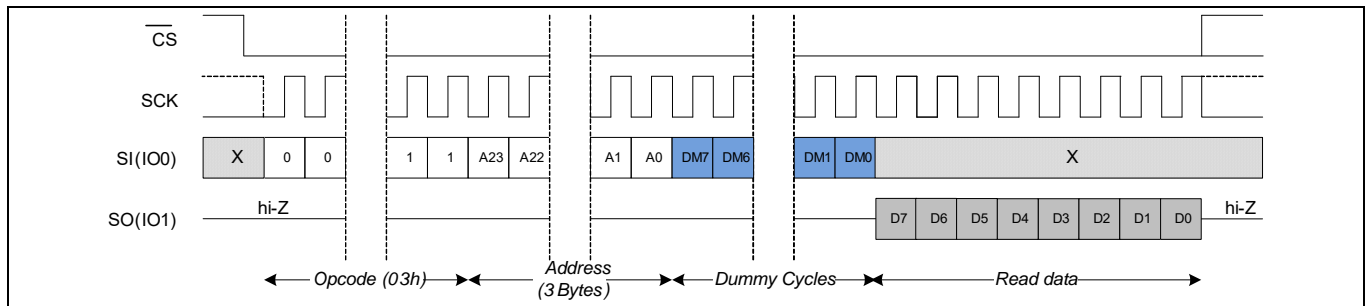 CS
SCK
SI(IO0) X 0 0 1 1 A23 A22 A1 A0 DM7 DM6 DM1 DM0 X
hi-Z hi-Z
SO(IO1) D7 D6 D5 D4 D3 D2 D1 D0
Opcode (03h) Address (3 Bytes) Dummy Cycles Read data